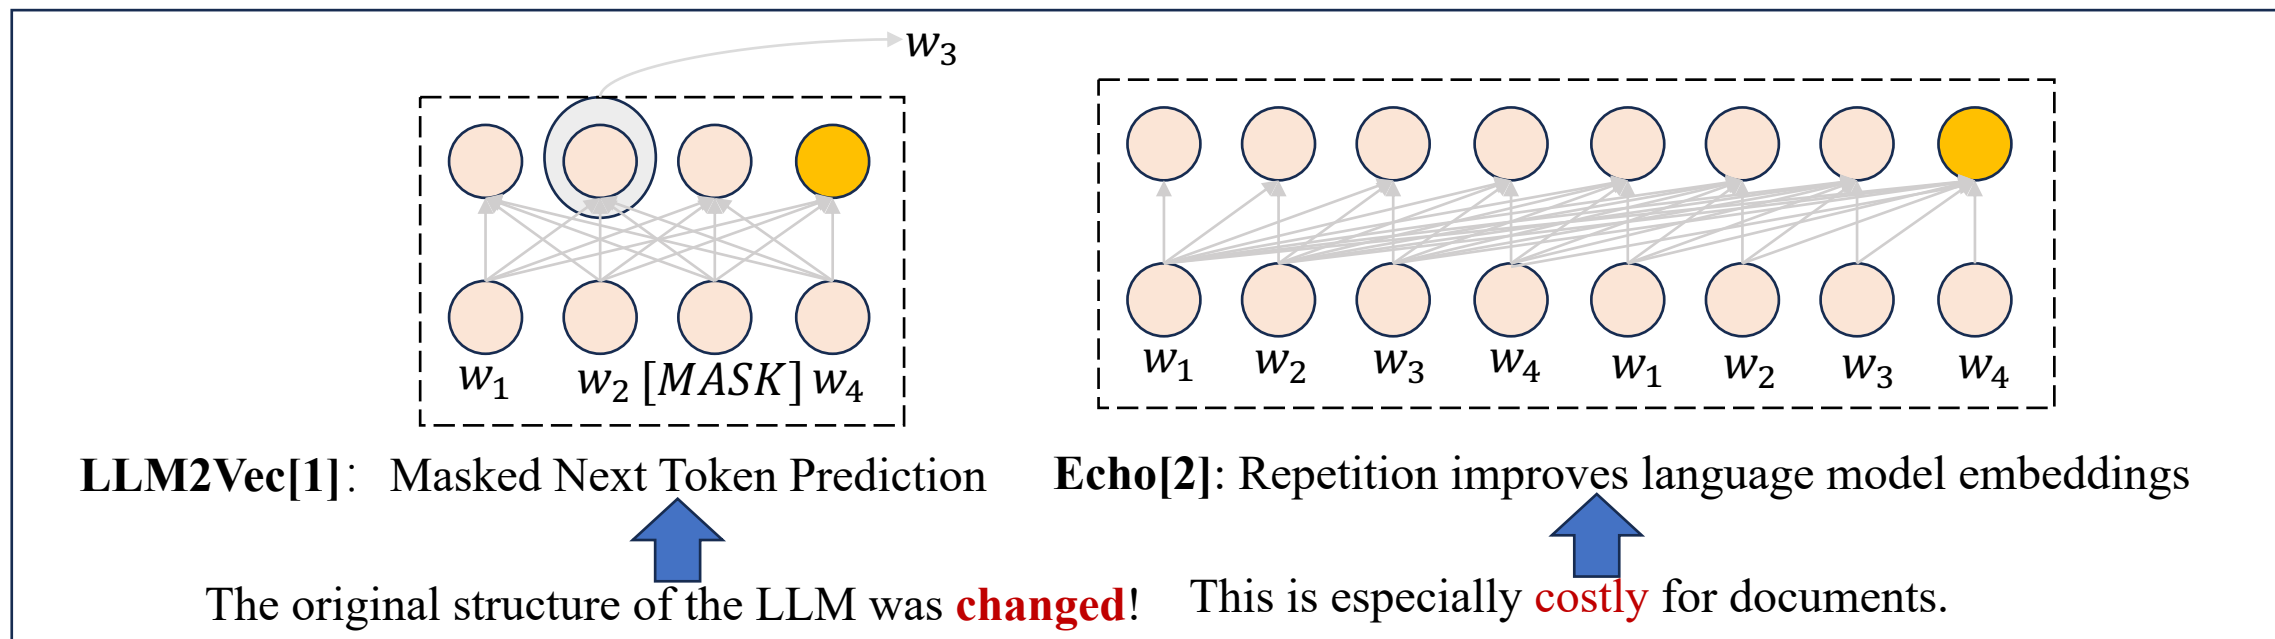 w₃
w₁ w₂ [MASK] w₄
w₁ w₂ w₃ w₄ w₁ w₂ w₃ w₄
LLM2Vec[1]: Masked Next Token Prediction
Echo[2]: Repetition improves language model embeddings
The original structure of the LLM was changed!
This is especially costly for documents.